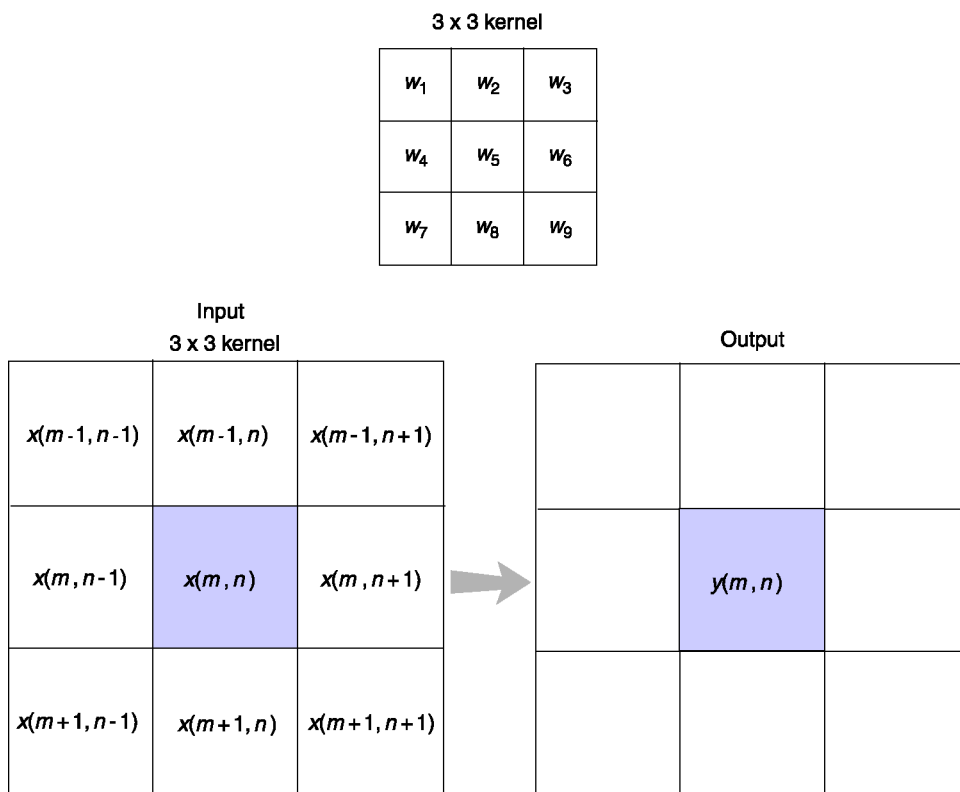 3 x 3 kernel
w₁ w₂ w₃
w₄ w₅ w₆
w₇ w₈ w₉
Input
3 x 3 kernel
Output
x(m-1,n-1) x(m-1,n) x(m-1,n+1)
x(m,n-1) x(m,n) x(m,n+1) y(m,n)
x(m+1,n-1) x(m+1,n) x(m+1,n+1)